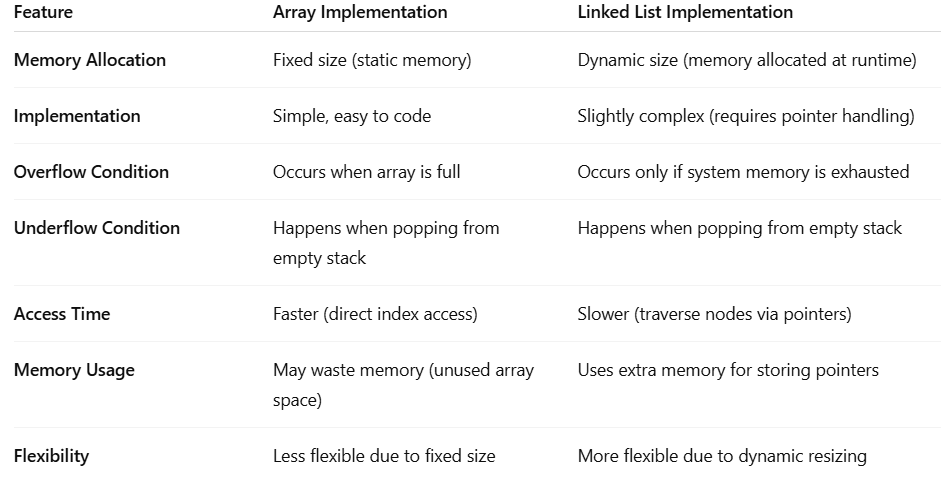 Feature Array Implementation Linked List Implementation
Memory Allocation Fixed size (static memory) Dynamic size (memory allocated at runtime)
Implementation Simple, easy to code Slightly complex (requires pointer handling)
Overflow Condition Occurs when array is full Occurs only if system memory is exhausted
Underflow Condition Happens when popping from Happens when popping from empty stack
empty stack
Access Time Faster (direct index access) Slower (traverse nodes via pointers)
Memory Usage May waste memory (unused array Uses extra memory for storing pointers
space)
Flexibility Less flexible due to fixed size More flexible due to dynamic resizing